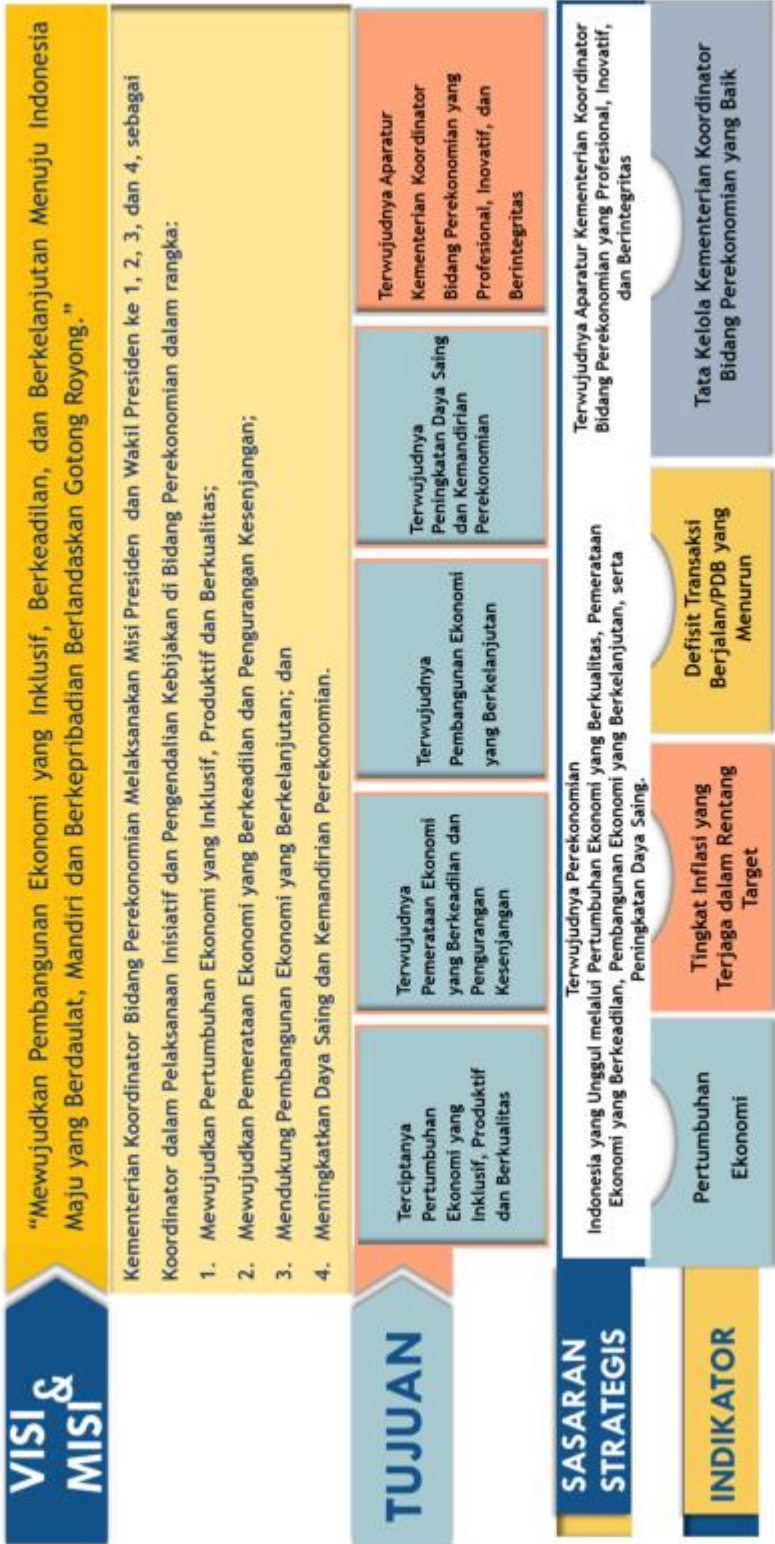 VISI &
MISI
“Mewujudkan Pembangunan Ekonomi yang Inklusif, Berkeadilan, dan Berkelanjutan Menuju Indonesia
Maju yang Berdaulat, Mandiri dan Berkepribadian Berlandaskan Gotong Royong.”
Kementerian Koordinator Bidang Perekonomian Melaksanakan Misi Presiden dan Wakil Presiden ke 1, 2, 3, dan 4, sebagai
Koordinator dalam Pelaksanaan Inisiatif dan Pengendalian Kebijakan di Bidang Perekonomian dalam rangka:
1. Mewujudkan Pertumbuhan Ekonomi yang Inklusif, Produktif dan Berkualitas;
2. Mewujudkan Pemerataan Ekonomi yang Berkeadilan dan Pengurangan Kesenjangan;
3. Mendukung Pembangunan Ekonomi yang Berkelanjutan; dan
4. Meningkatkan Daya Saing dan Kemandirian Perekonomian.
TUJUAN
Terciptanya
Pertumbuhan
Ekonomi yang
Inklusif, Produktif
dan Berkualitas
Terwujudnya
Pemerataan Ekonomi
yang Berkeadilan dan
Pengurangan
Kesenjangan
Terwujudnya
Pembangunan Ekonomi
yang Berkelanjutan
Terwujudnya
Peningkatan Daya Saing
dan Kemandirian
Perekonomian
Terwujudnya Aparatur
Kementerian Koordinator
Bidang Perekonomian yang
Profesional, Inovatif, dan
Berintegritas
SASARAN
STRATEGIS
Terwujudnya Perekonomian
Indonesia yang Unggul melalui Pertumbuhan Ekonomi yang Berkualitas, Pemerataan
Ekonomi yang Berkeadilan, Pembangunan Ekonomi yang Berkelanjutan, serta
Peningkatan Daya Saing.
Terwujudnya Aparatur Kementerian Koordinator
Bidang Perekonomian yang Profesional, Inovatif,
dan Berintegritas
INDIKATOR
Pertumbuhan
Ekonomi
Tingkat Inflasi yang
Terjaga dalam Rentang
Target
Defisit Transaksi
Berjalan/PDB yang
Menurun
Tata Kelola Kementerian Koordinator
Bidang Perekonomian yang Baik